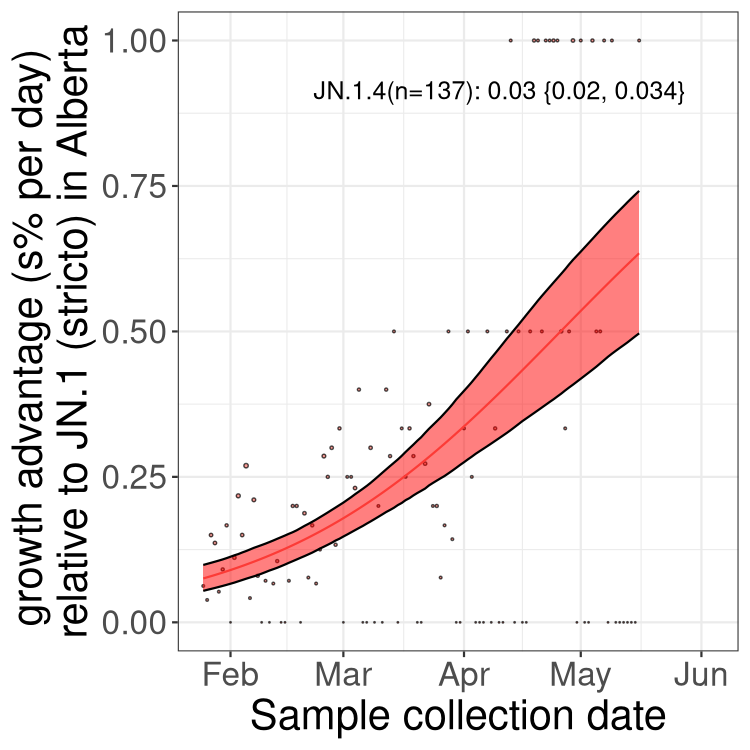 growth advantage (s% per day)
relative to JN.1 (stricto) in Alberta
1.00
0.75
0.50
0.25
0.00
JN.1.4(n=137): 0.03 {0.02, 0.034}
Feb Mar Apr May Jun
Sample collection date